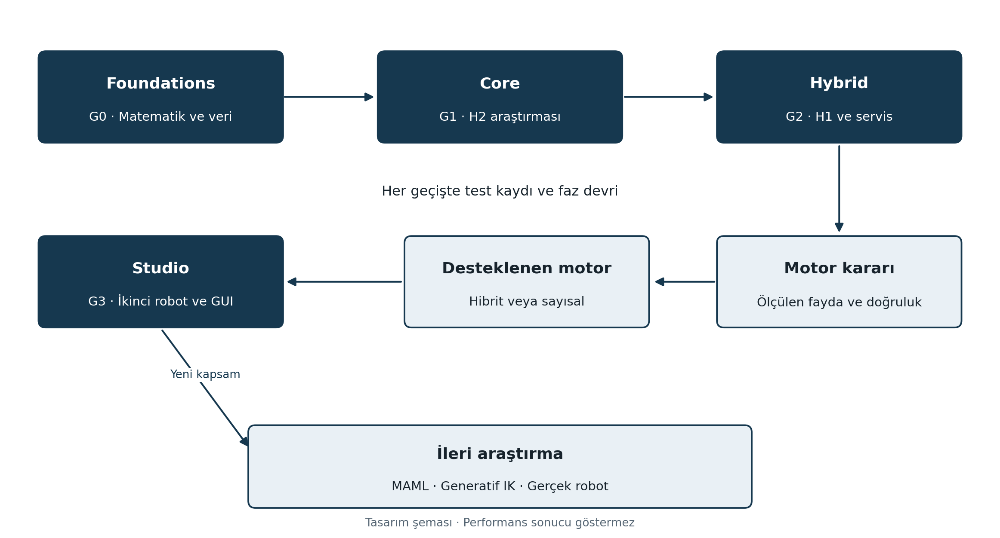 Foundations
G0 · Matematik ve veri
Core
G1 · H2 araştırması
Hybrid
G2 · H1 ve servis
Her geçişte test kaydı ve faz devri
Studio
G3 · İkinci robot ve GUI
Desteklenen motor
Hibrit veya sayısal
Motor kararı
Ölçülen fayda ve doğruluk
Yeni kapsam
İleri araştırma
MAML · Generatif IK · Gerçek robot
Tasarım şeması · Performans sonucu göstermez